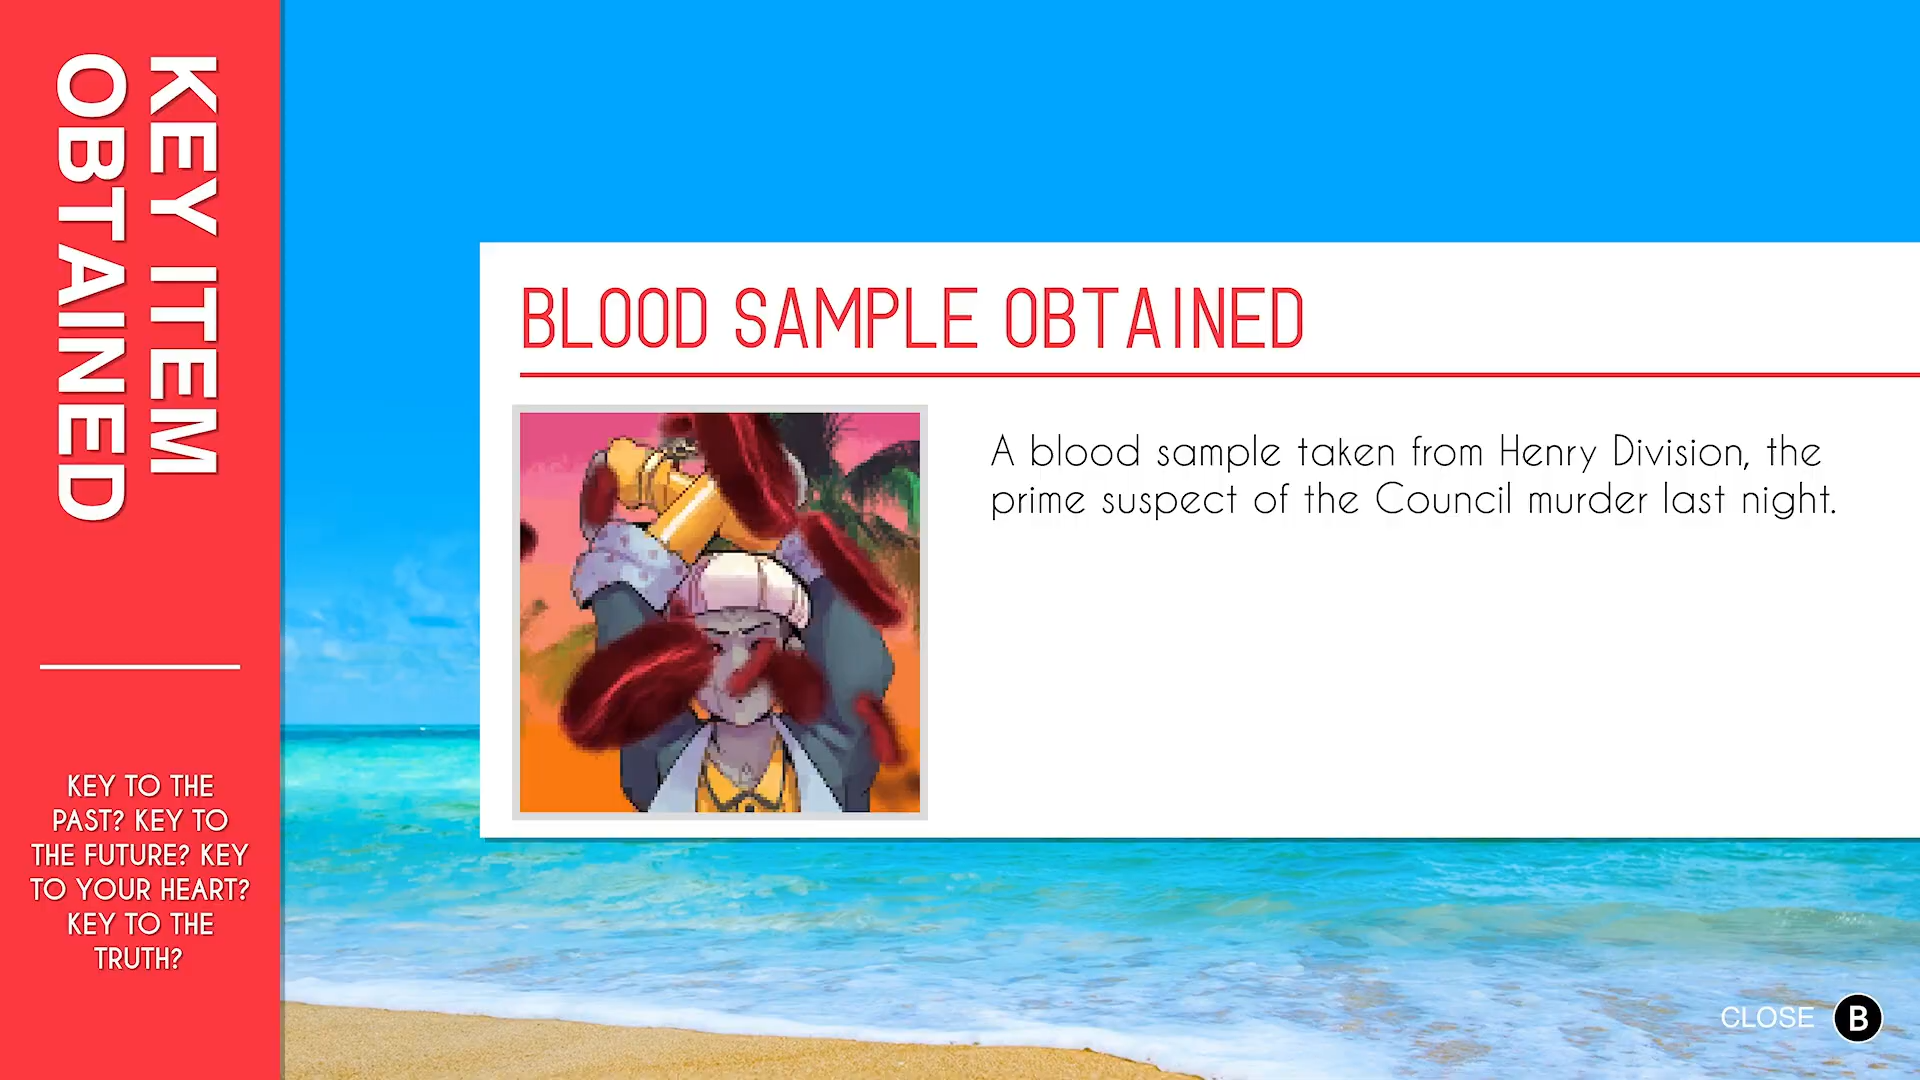 KEY ITEM
OBTAINED
KEY TO THE
PAST? KEY TO
THE FUTURE? KEY
TO YOUR HEART?
KEY TO THE
TRUTH?
BLOOD SAMPLE OBTAINED
A blood sample taken from Henry Division, the
prime suspect of the Council murder last night.
CLOSE B